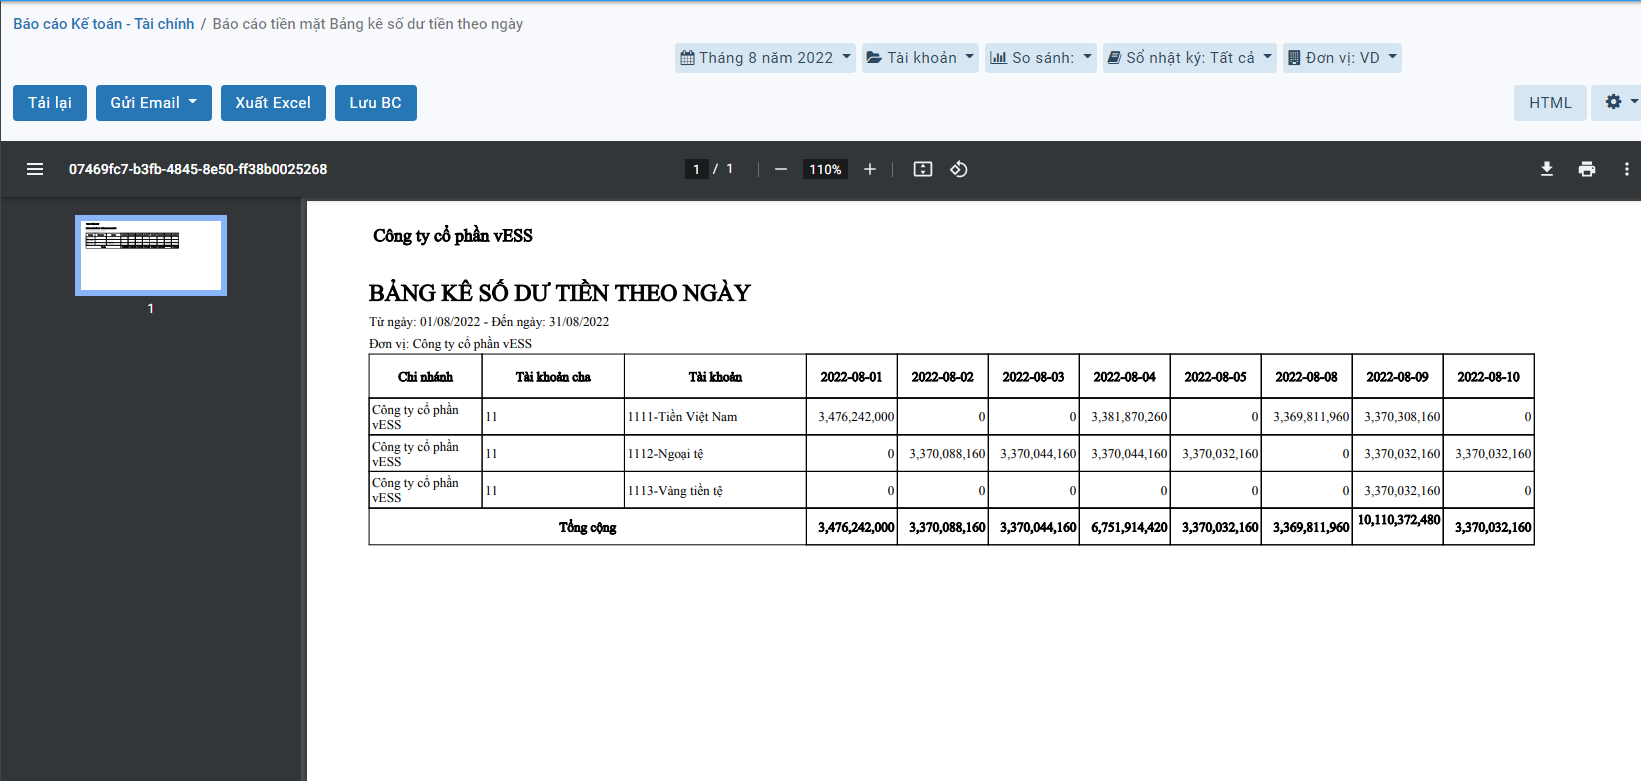 Báo cáo Kế toán - Tài chính / Báo cáo tiền mặt Bảng kê số dư tiền theo ngày
Tháng 8 năm 2022 Tài khoản So sánh: Sổ nhật ký: Tất cả Đơn vị: VD
Tải lại Gửi Email Xuất Excel Lưu BC HTML
07469fc7-b3fb-4845-8e50-ff38b0025268 1 / 1 110%
1
Công ty cổ phần vESS
BẢNG KÊ SỐ DƯ TIỀN THEO NGÀY
Từ ngày: 01/08/2022 - Đến ngày: 31/08/2022
Đơn vị: Công ty cổ phần vESS
Chi nhánh Tài khoản cha Tài khoản 2022-08-01 2022-08-02 2022-08-03 2022-08-04 2022-08-05 2022-08-08 2022-08-09 2022-08-10
Công ty cổ phần
vESS 11 1111-Tiền Việt Nam 3,476,242,000 0 0 3,381,870,260 0 3,369,811,960 3,370,308,160 0
Công ty cổ phần
vESS 11 1112-Ngoại tệ 0 3,370,088,160 3,370,044,160 3,370,044,160 3,370,032,160 0 3,370,032,160 3,370,032,160
Công ty cổ phần
vESS 11 1113-Vàng tiền tệ 0 0 0 0 0 0 3,370,032,160 0
Tổng cộng 3,476,242,000 3,370,088,160 3,370,044,160 6,751,914,420 3,370,032,160 3,369,811,960 10,110,372,480 3,370,032,160